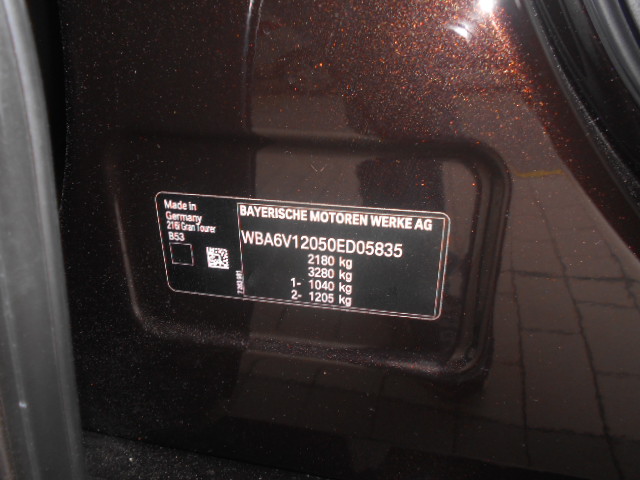 Made in
Germany
216i Gran Tourer
B53
BAYERISCHE MOTOREN WERKE AG
WBA6V12050ED05835
2180 kg
3280 kg
1- 1040 kg
2- 1205 kg